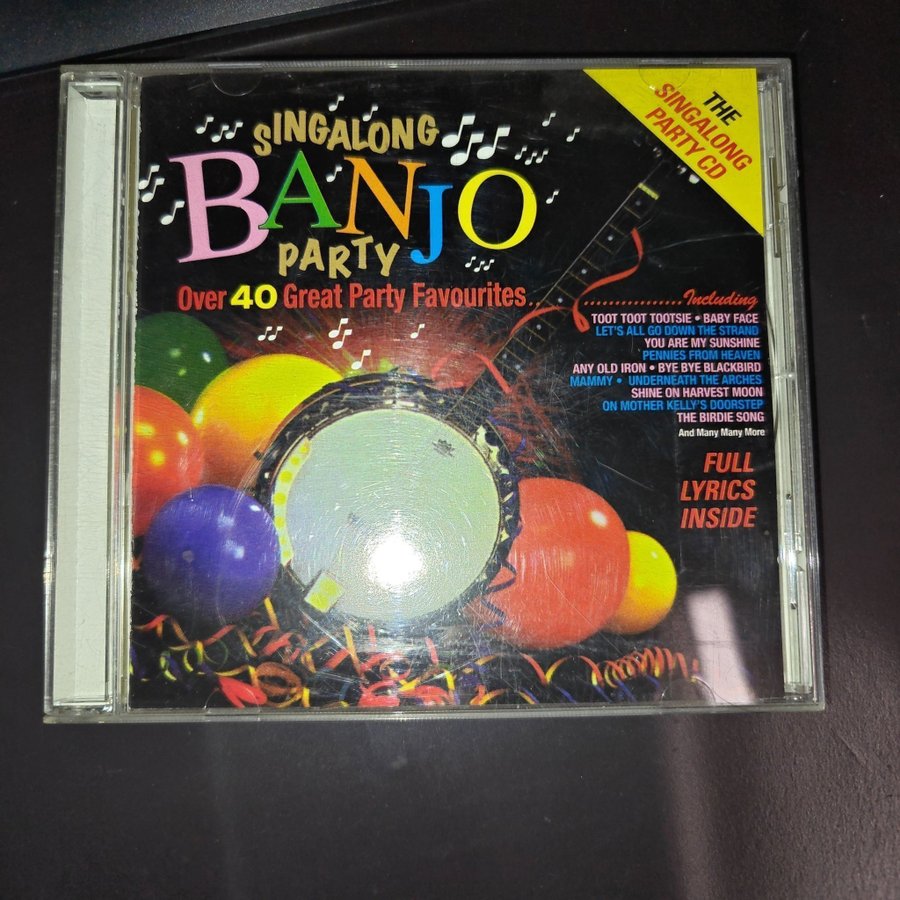 SINGALONG
BANJO
PARTY
THE
SINGALONG
PARTY CD
Over 40 Great Party Favourites.. ................Including
TOOT TOOT TOOTSIE • BABY FACE
LET'S ALL GO DOWN THE STRAND
YOU ARE MY SUNSHINE
PENNIES FROM HEAVEN
ANY OLD IRON • BYE BYE BLACKBIRD
MAMMY • UNDERNEATH THE ARCHES
SHINE ON HARVEST MOON
ON MOTHER KELLY'S DOORSTEP
THE BIRDIE SONG
And Many Many More
FULL
LYRICS
INSIDE